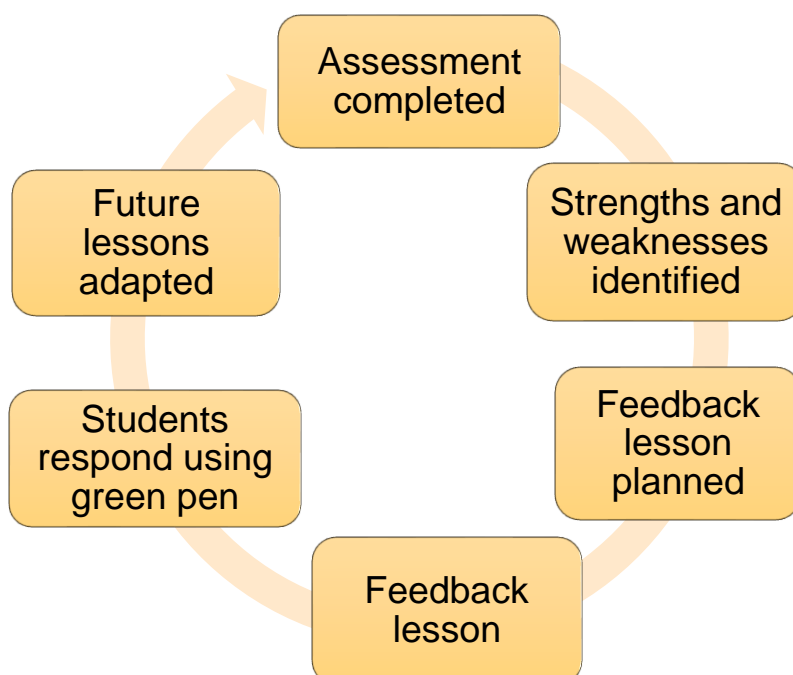 Assessment
completed
Strengths and
weaknesses
identified
Feedback
lesson
planned
Feedback
lesson
Students
respond using
green pen
Future
lessons
adapted